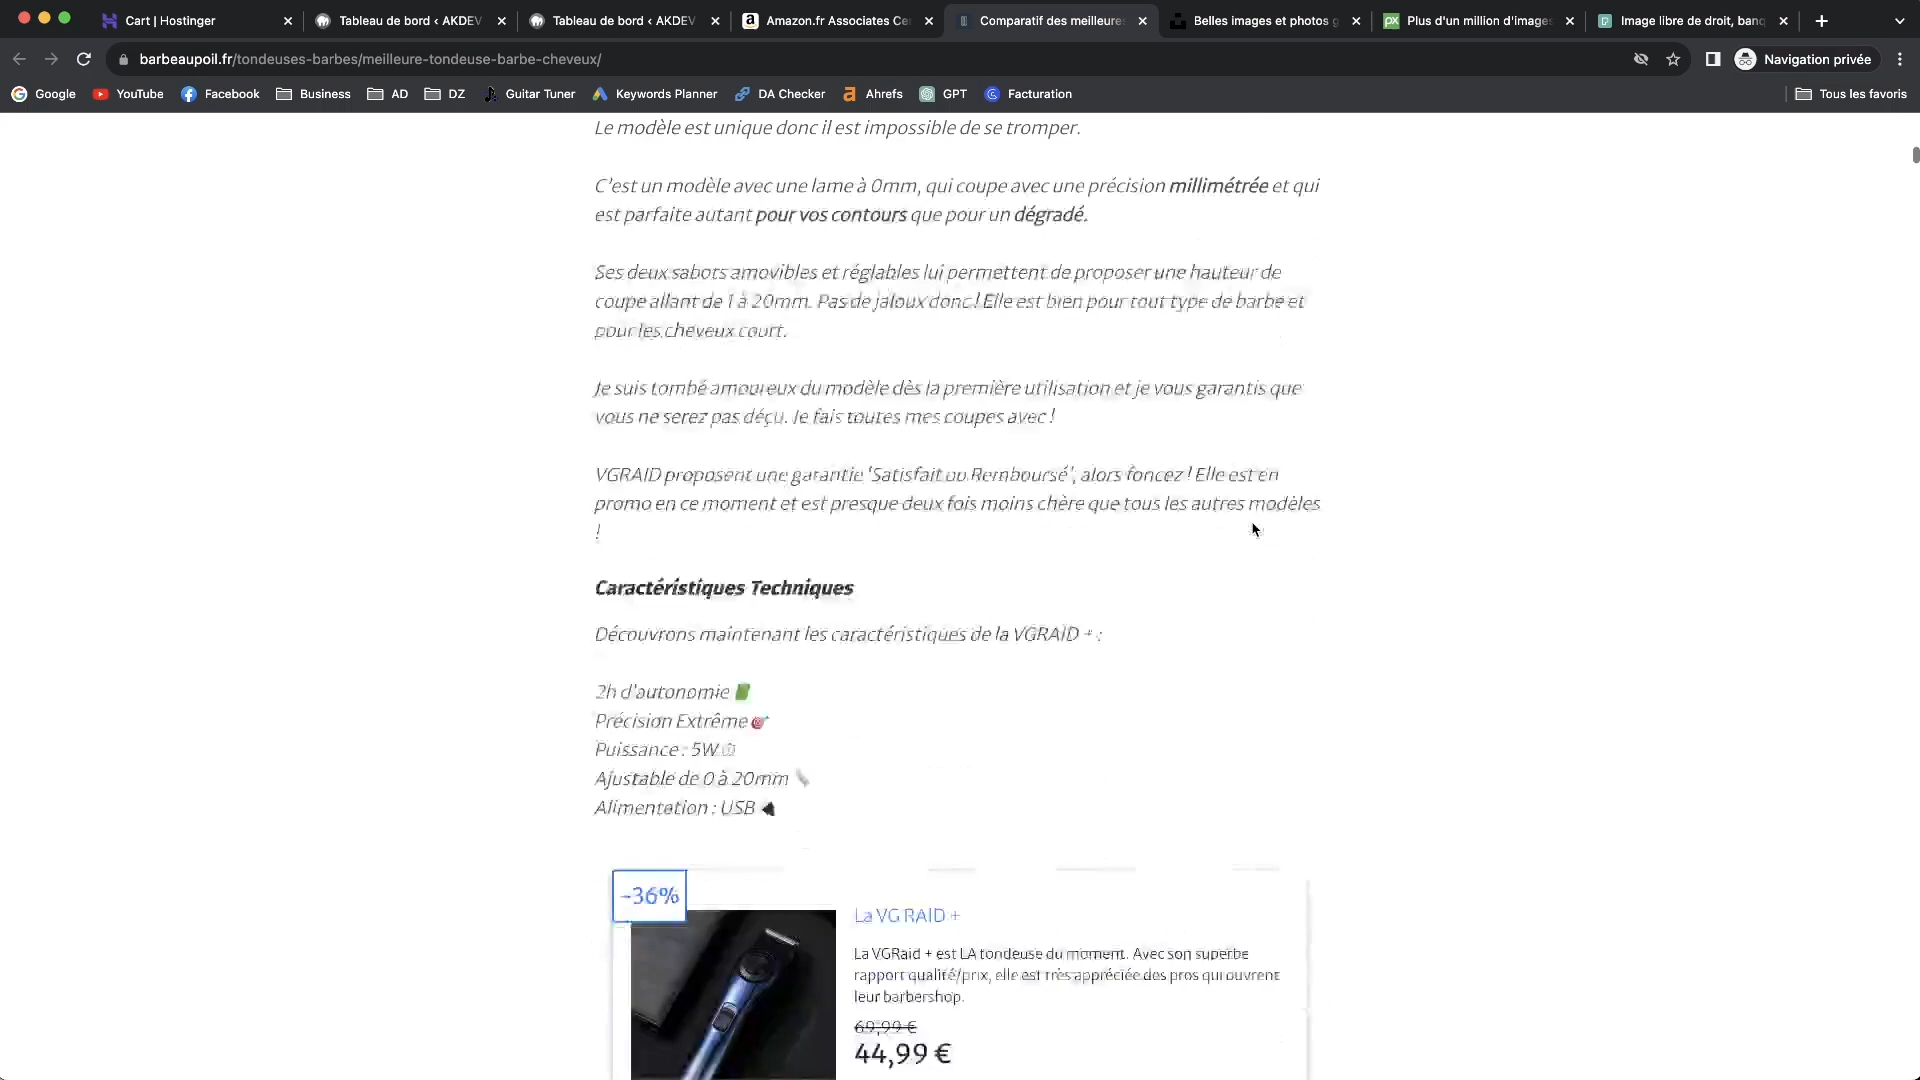 Cart | Hostinger
Tableau de bord ‹ AKDEV
Tableau de bord ‹ AKDEV
Amazon.fr Associates Ce
Comparatif des meilleure
Belles images et photos g
Plus d'un million d'images
Image libre de droit, banq
barbeaupoil.fr/tondeuses-barbes/meilleure-tondeuse-barbe-cheveux/
Navigation privée
Google
YouTube
Facebook
Business
AD
DZ
Guitar Tuner
Keywords Planner
DA Checker
Ahrefs
GPT
Facturation
Tous les favoris
Le modèle est unique donc il est impossible de se tromper.
C'est un modèle avec une lame à 0mm, qui coupe avec une précision millimétrée et qui
est parfaite autant pour vos contours que pour un dégradé.
Ses deux sabots amovibles et réglables lui permettent de proposer une hauteur de
coupe allant de 1 à 20mm. Pas de jaloux donc ! Elle est bien pour tout type de barbe et
pour les cheveux court.
Je suis tombé amoureux du modèle dès la première utilisation et je vous garantis que
vous ne serez pas déçu. Je fais toutes mes coupes avec !
VGRAID proposent une garantie 'Satisfait ou Remboursé', alors foncez ! Elle est en
promo en ce moment et est presque deux fois moins chère que tous les autres modèles
!
Caractéristiques Techniques
Découvrons maintenant les caractéristiques de la VGRAID + :
2h d'autonomie
Précision Extrême
Puissance : 5W
Ajustable de 0 à 20mm
Alimentation : USB
-36%
La VG RAID +
La VGRaid + est LA tondeuse du moment. Avec son superbe
rapport qualité/prix, elle est très appréciée des pros qui ouvrent
leur barbershop.
69,99 €
44,99 €